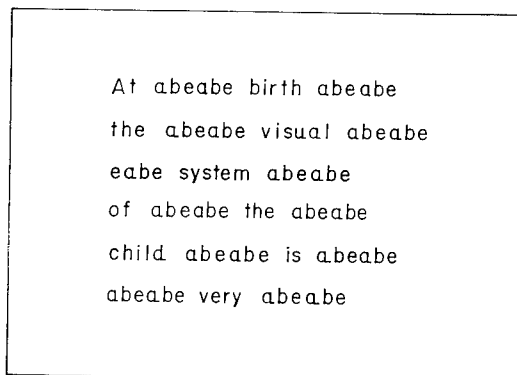 At abeabe birth abeabe
the abeabe visual abeabe
eabe system abeabe
of abeabe the abeabe
child abeabe is abeabe
abeabe very abeabe